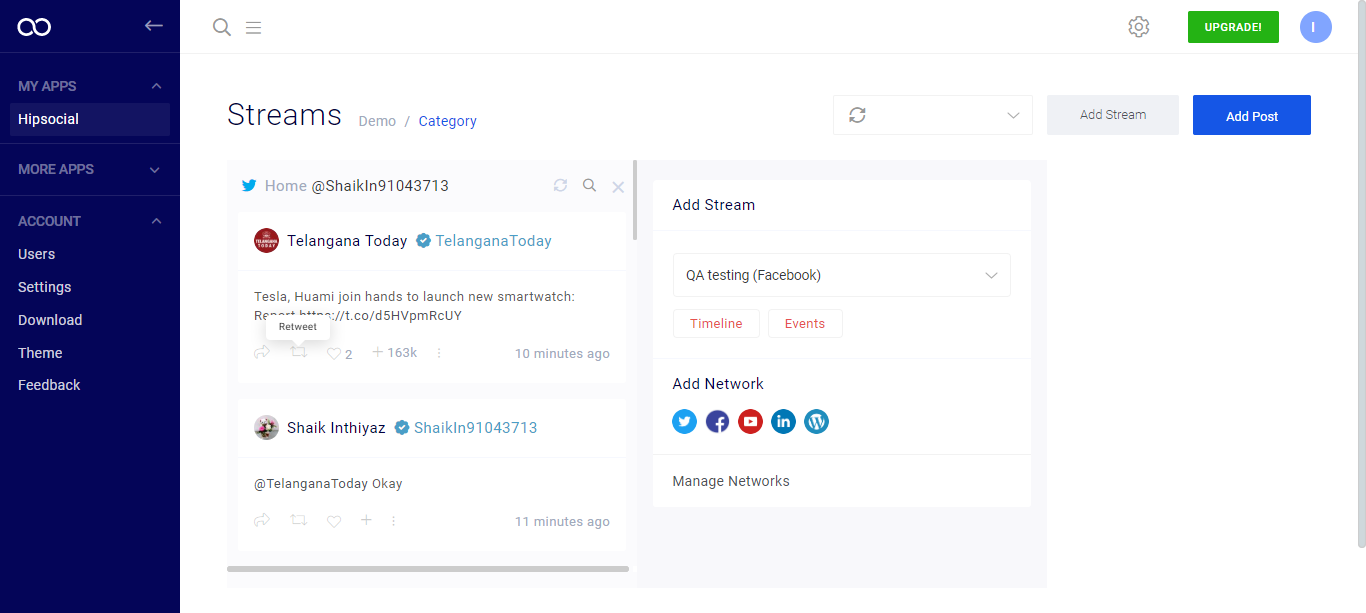 UPGRADE!
I
MY APPS
Hipsocial
MORE APPS
ACCOUNT
Users
Settings
Download
Theme
Feedback
Streams Demo / Category
Add Stream
Add Post
Home @ShaikIn91043713
TELANGANA TODAY
Telangana Today TelanganaToday
Tesla, Huami join hands to launch new smartwatch:
Report https://t.co/d5HVpmRcUY
Retweet
2 163k 10 minutes ago
Shaik Inthiyaz ShaikIn91043713
@TelanganaToday Okay
11 minutes ago
Add Stream
QA testing (Facebook)
Timeline Events
Add Network
Manage Networks